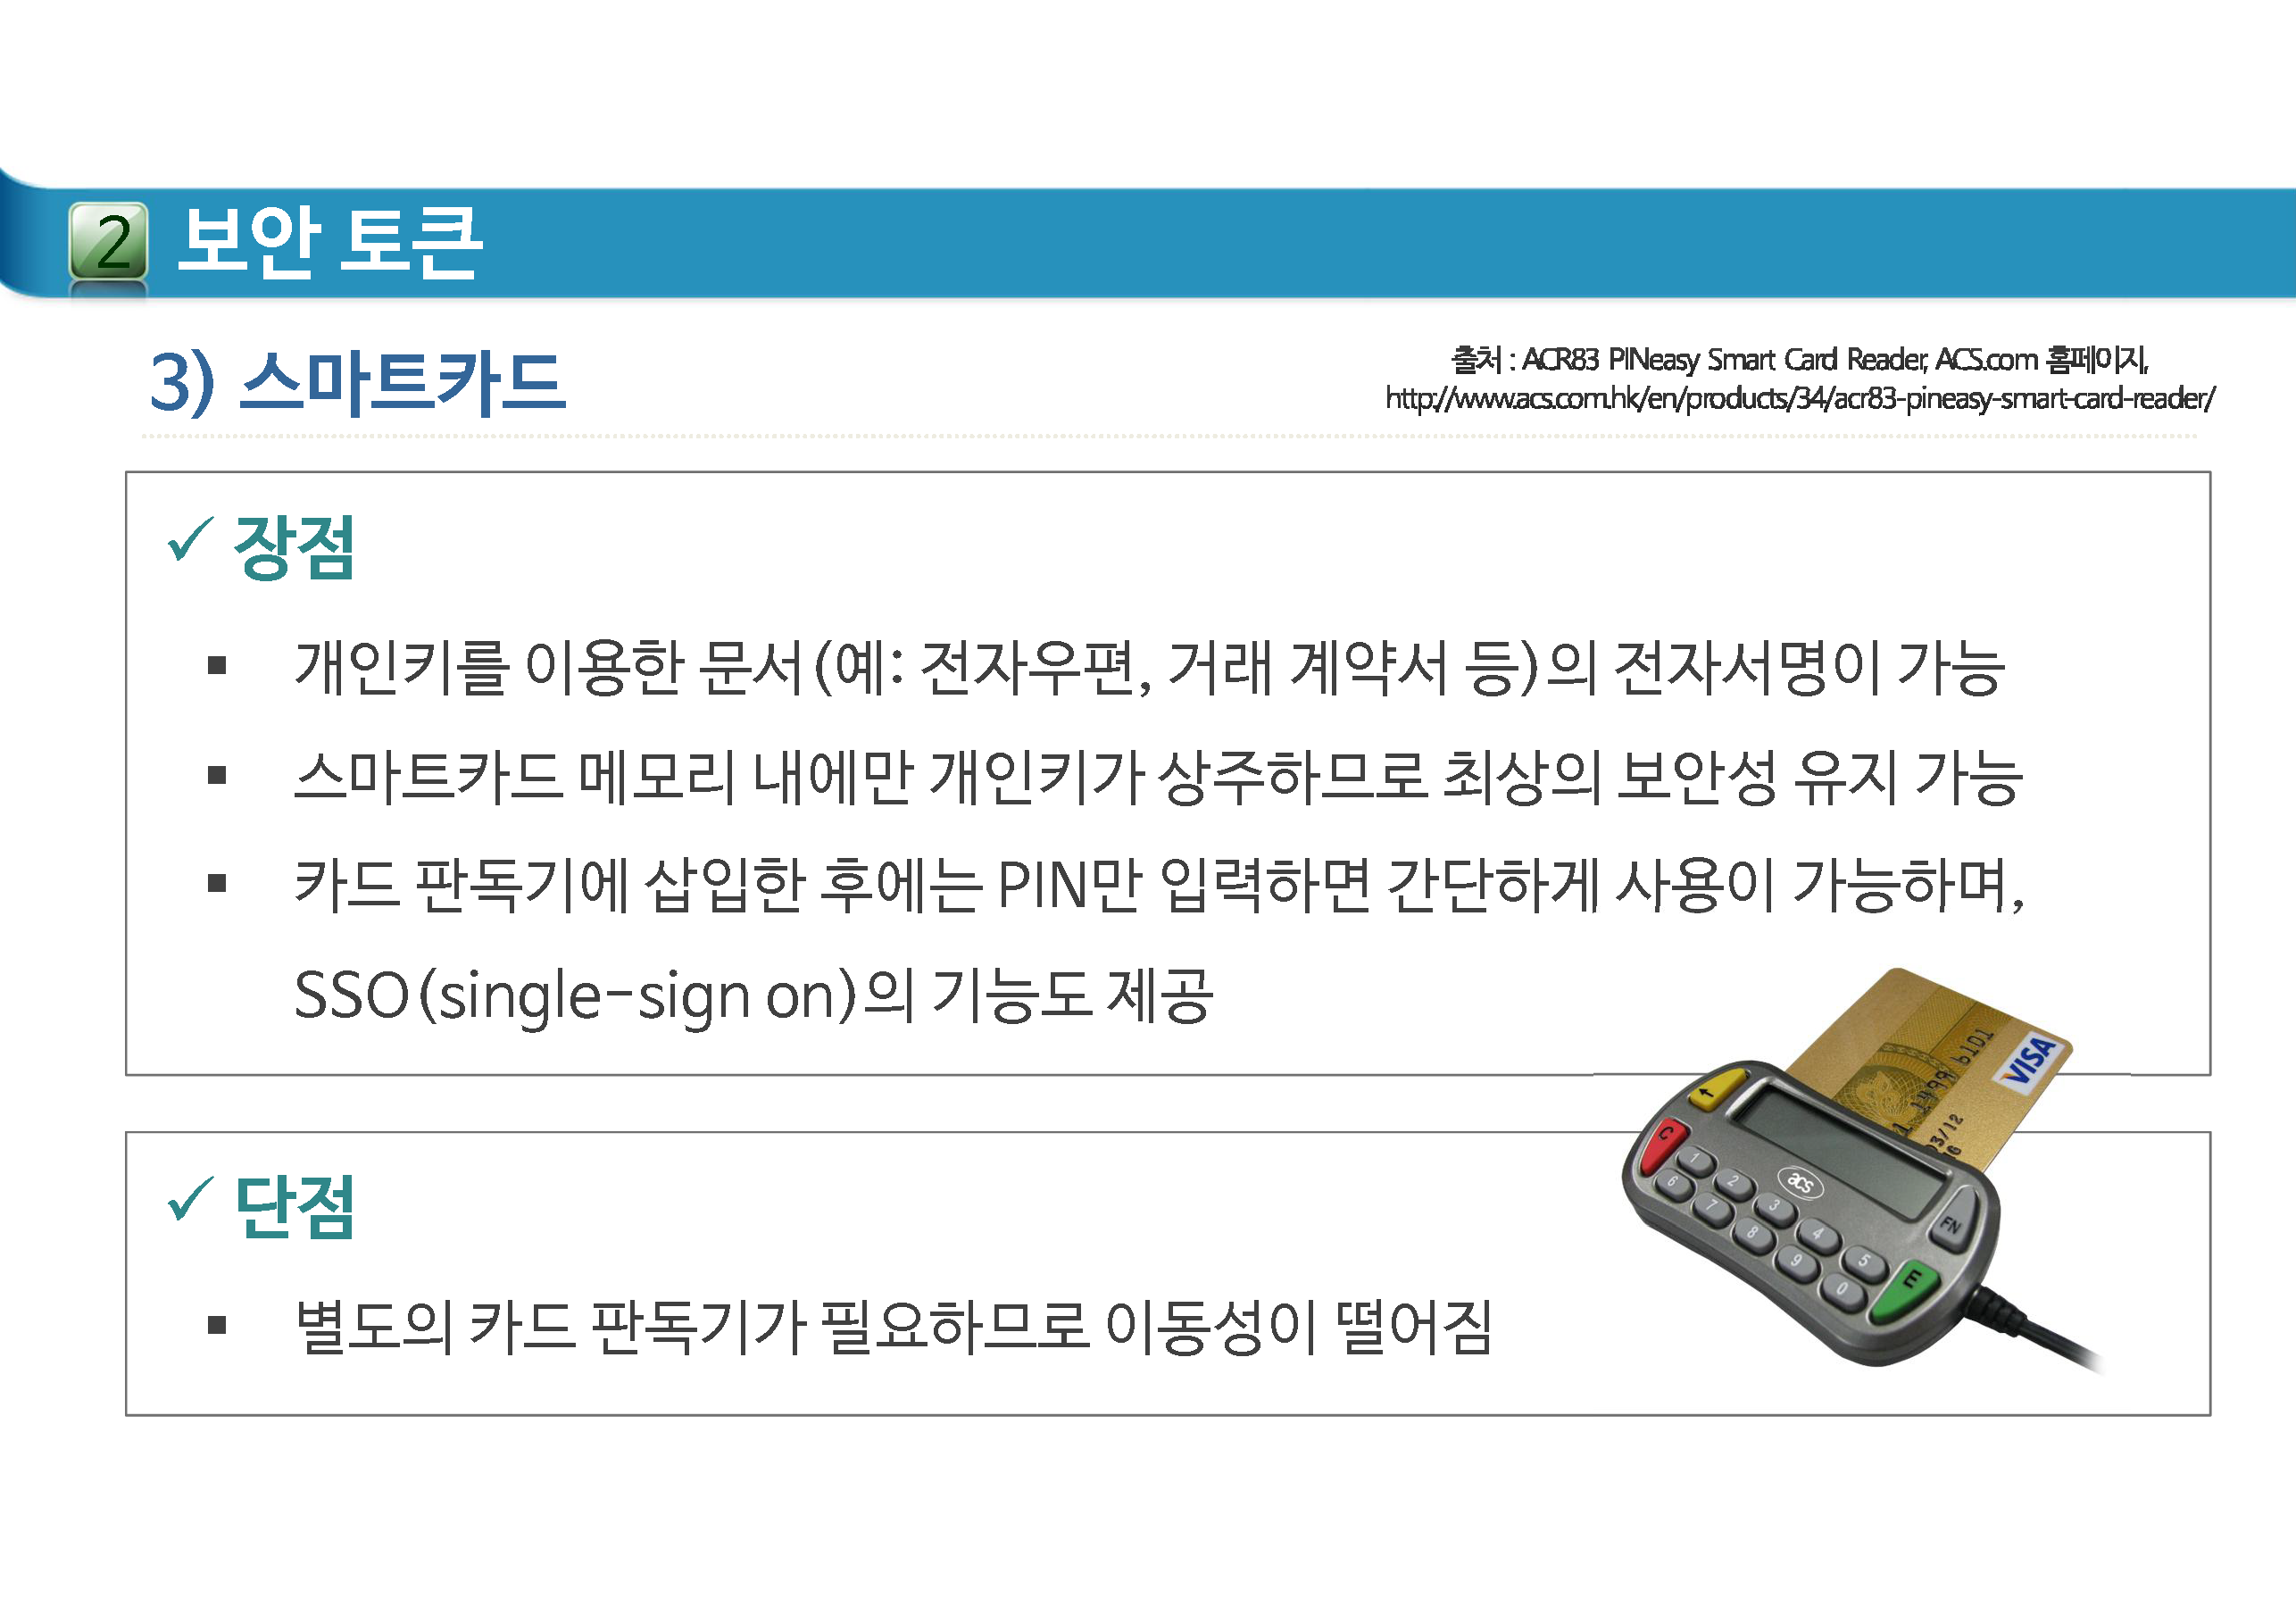 2 보안 토큰
3) 스마트카드
출처 : ACR83 PINeasy Smart Card Reader, ACS.com 홈페이지,
http://www.acs.com.hk/en/products/34/acr83-pineasy-smart-card-reader/
✓ 장점
▪ 개인키를 이용한 문서(예: 전자우편, 거래 계약서 등)의 전자서명이 가능
▪ 스마트카드 메모리 내에만 개인키가 상주하므로 최상의 보안성 유지 가능
▪ 카드 판독기에 삽입한 후에는 PIN만 입력하면 간단하게 사용이 가능하며,
SSO(single-sign on)의 기능도 제공
VISA
1999 6101
03/12
acs
C
1 2 3 4 5
6 7 8 9 0
FN
E
✓ 단점
▪ 별도의 카드 판독기가 필요하므로 이동성이 떨어짐